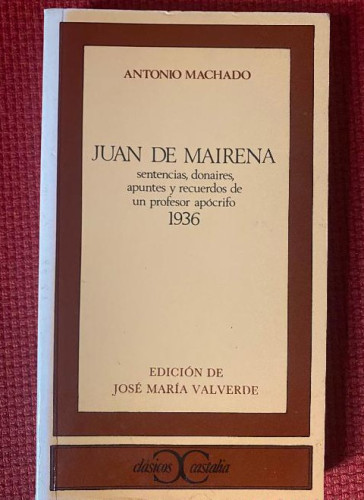 ANTONIO MACHADO
JUAN DE MAIRENA
sentencias, donaires,
apuntes y recuerdos de
un profesor apócrifo
1936
EDICIÓN DE
JOSÉ MARÍA VALVERDE
clásicos castalia